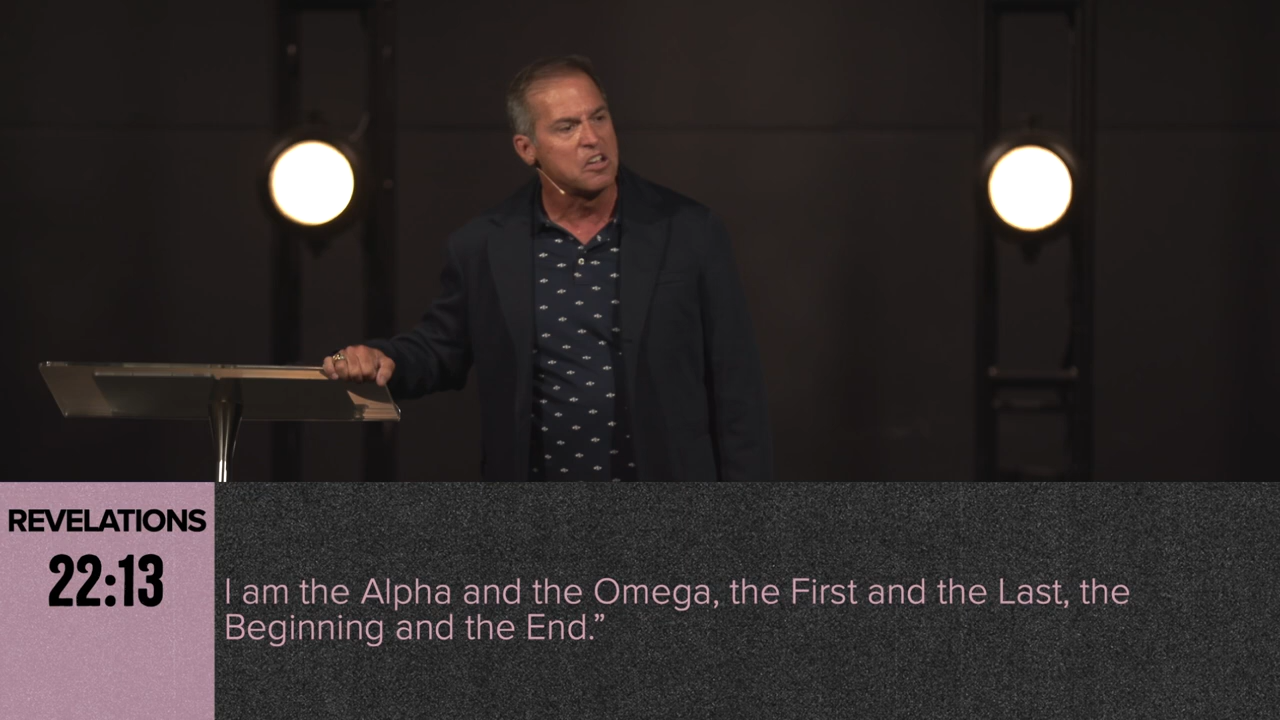 REVELATIONS
22:13
I am the Alpha and the Omega, the First and the Last, the
Beginning and the End.”